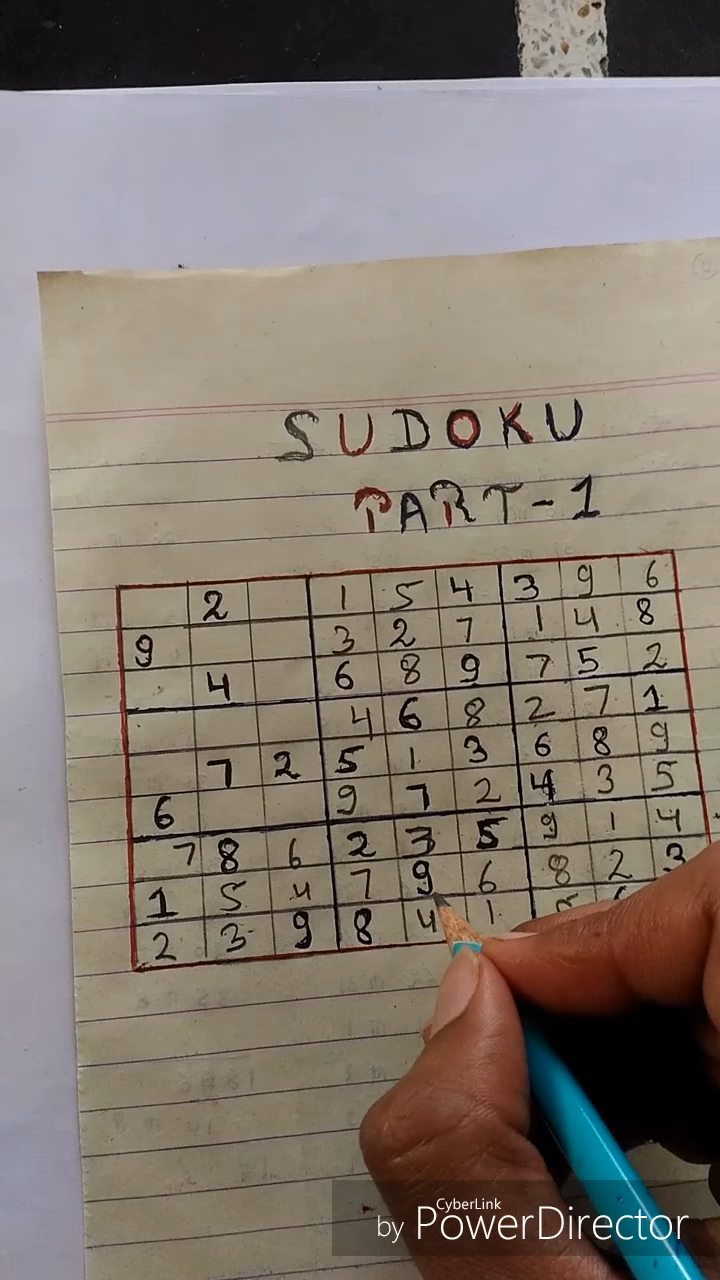 SUDOKU
PART-1
2 1 5 4 3 9 6
9 3 2 7 1 4 8
4 6 8 9 7 5 2
4 6 8 2 7 1
7 2 5 1 3 6 8 9
6 9 7 2 4 3 5
7 8 6 2 3 5 9 1 4
1 5 4 7 9 6 8 2 3
2 3 9 8 4 1
CyberLink
by PowerDirector